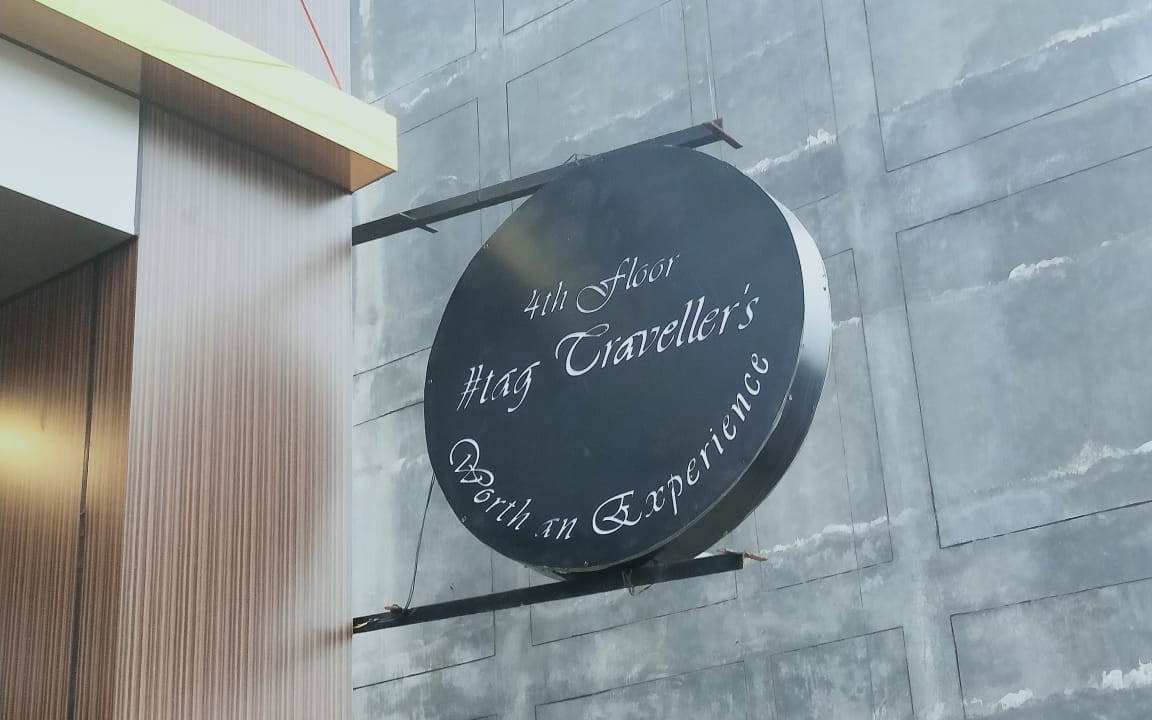 4th Floor
#tag Traveller's
Worth an Experience